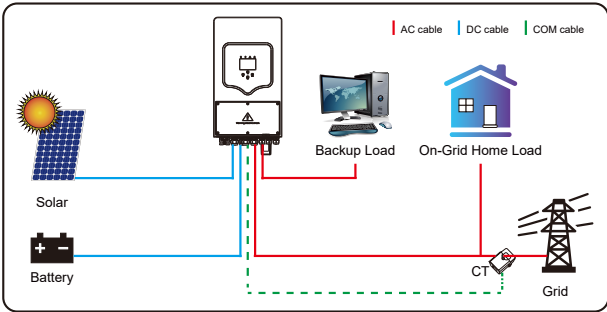 AC cable DC cable COM cable
Backup Load On-Grid Home Load
Solar
CT
Battery
Grid